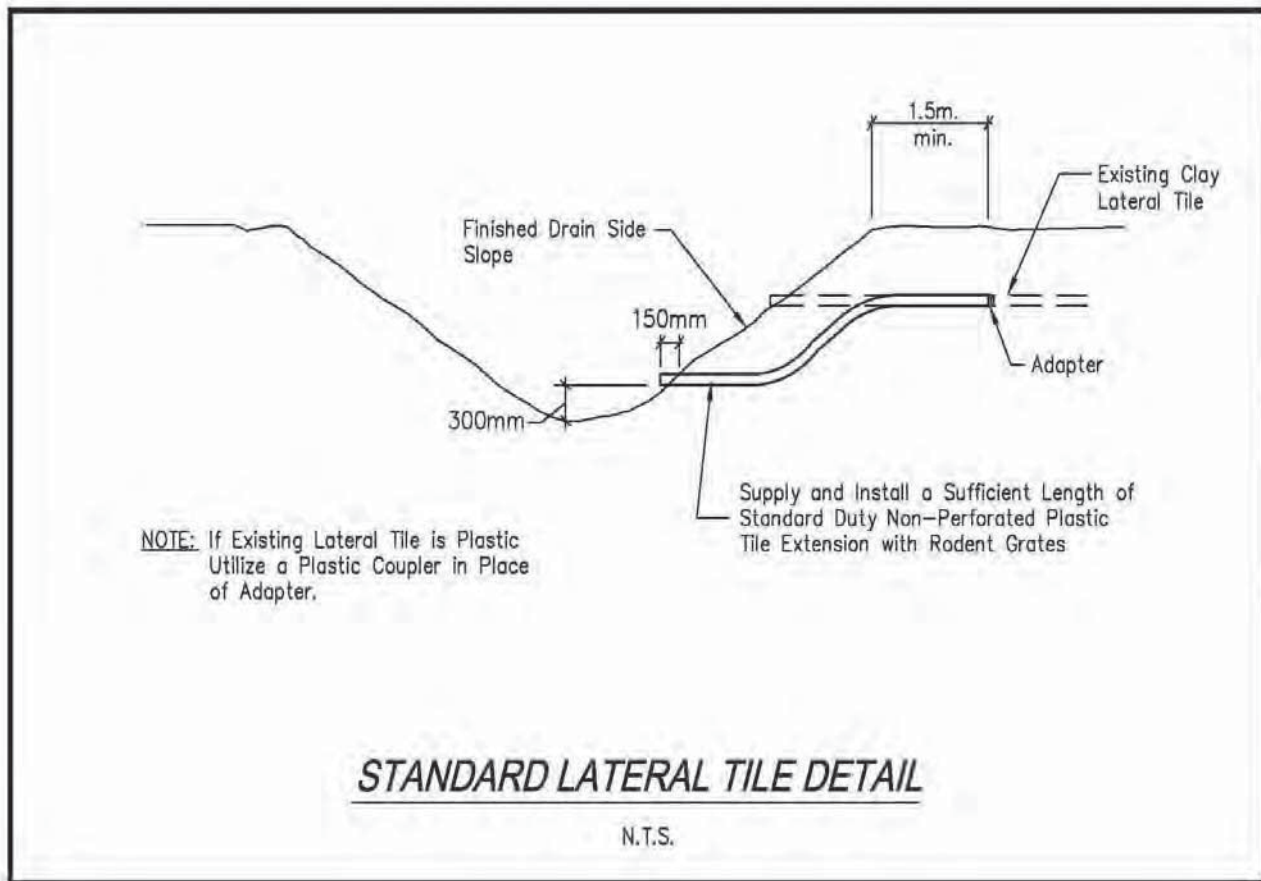 1.5m.
min.
Existing Clay
Lateral Tile
Finished Drain Side
Slope
150mm
Adapter
300mm
Supply and Install a Sufficient Length of
Standard Duty Non-Perforated Plastic
Tile Extension with Rodent Grates
NOTE: If Existing Lateral Tile is Plastic
Utilize a Plastic Coupler in Place
of Adapter.
STANDARD LATERAL TILE DETAIL
N.T.S.